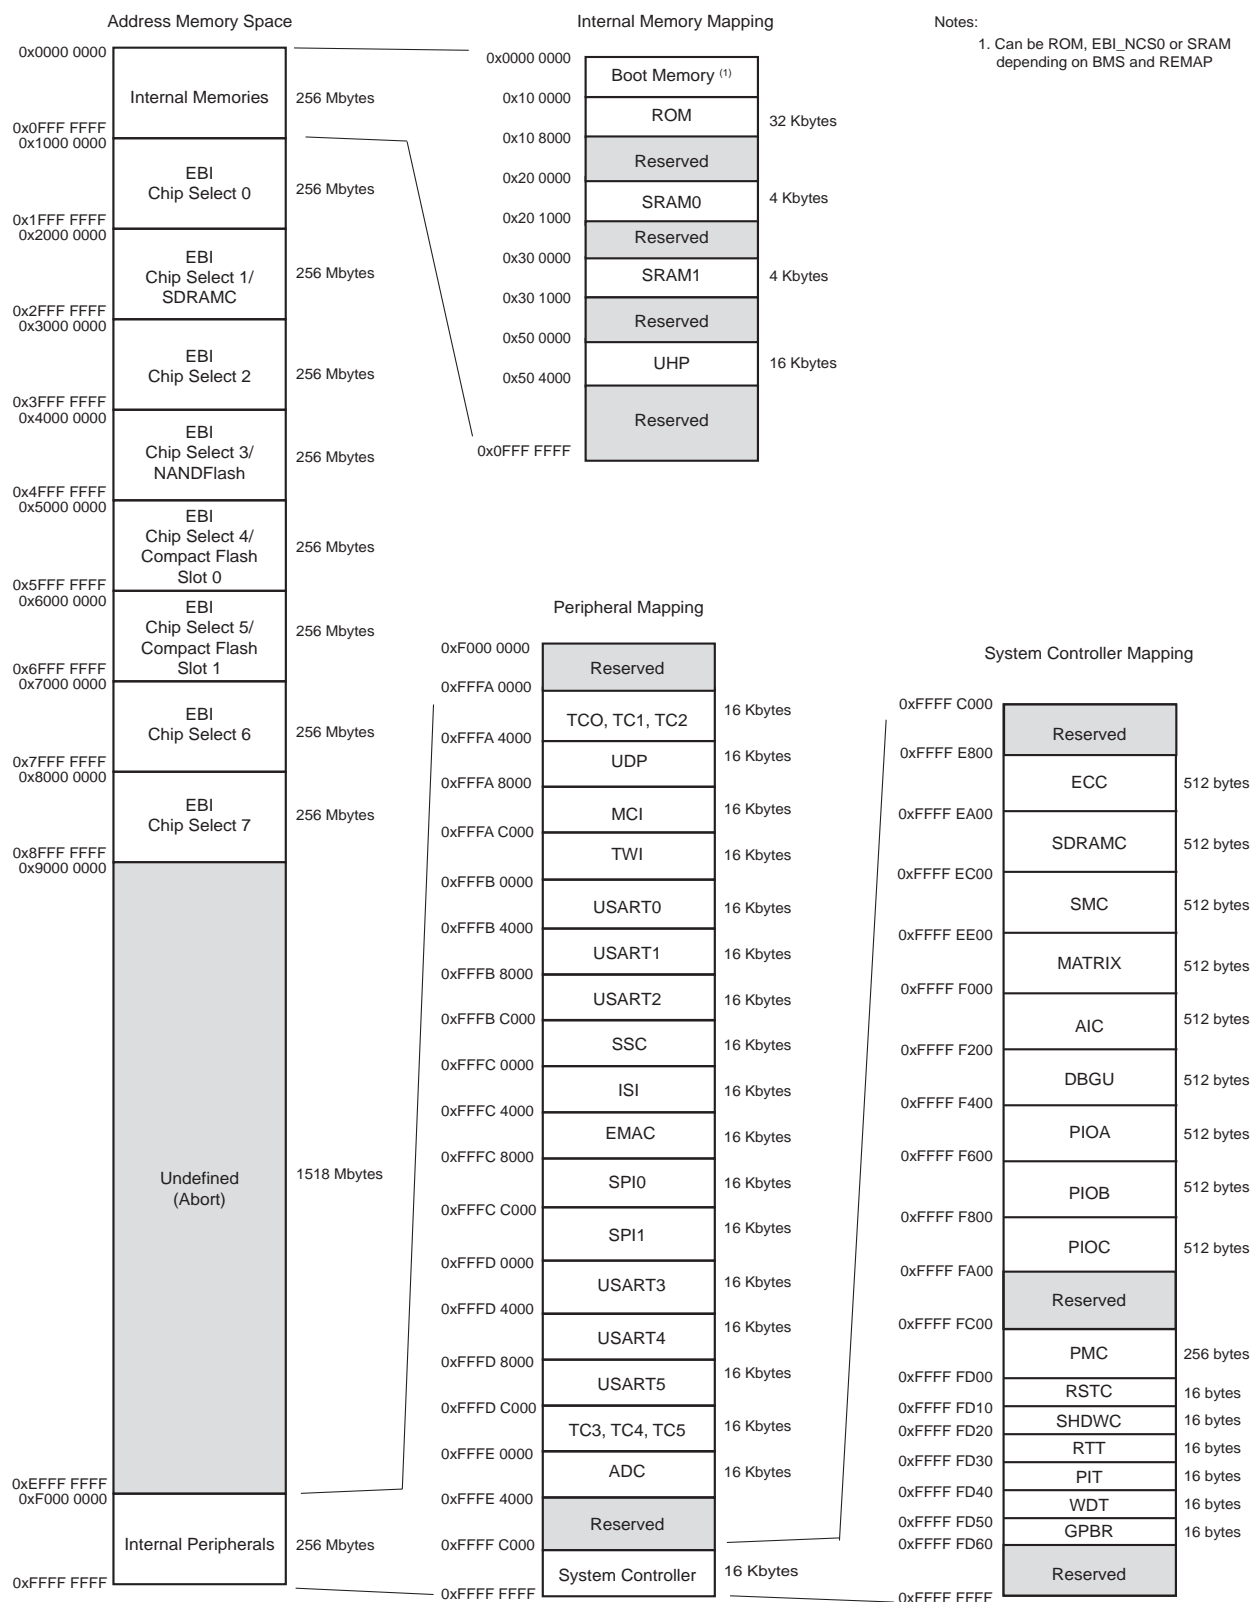 Address Memory Space
0x0000 0000
Internal Memories
256 Mbytes
0x0FFF FFFF
0x1000 0000
EBI
Chip Select 0
256 Mbytes
0x1FFF FFFF
0x2000 0000
EBI
Chip Select 1/
SDRAMC
256 Mbytes
0x2FFF FFFF
0x3000 0000
EBI
Chip Select 2
256 Mbytes
0x3FFF FFFF
0x4000 0000
EBI
Chip Select 3/
NANDFlash
256 Mbytes
0x4FFF FFFF
0x5000 0000
EBI
Chip Select 4/
Compact Flash
Slot 0
256 Mbytes
0x5FFF FFFF
0x6000 0000
EBI
Chip Select 5/
Compact Flash
Slot 1
256 Mbytes
0x6FFF FFFF
0x7000 0000
EBI
Chip Select 6
256 Mbytes
0x7FFF FFFF
0x8000 0000
EBI
Chip Select 7
256 Mbytes
0x8FFF FFFF
0x9000 0000
Undefined
(Abort)
1518 Mbytes
0xEFFF FFFF
0xF000 0000
Internal Peripherals
256 Mbytes
0xFFFF FFFF
Internal Memory Mapping
0x0000 0000
Boot Memory (1)
0x10 0000
ROM
32 Kbytes
0x10 8000
Reserved
0x20 0000
SRAM0
4 Kbytes
0x20 1000
Reserved
0x30 0000
SRAM1
4 Kbytes
0x30 1000
Reserved
0x50 0000
UHP
16 Kbytes
0x50 4000
Reserved
0x0FFF FFFF
Notes:
1. Can be ROM, EBI_NCS0 or SRAM
depending on BMS and REMAP
Peripheral Mapping
0xF000 0000
Reserved
0xFFFA 0000
TCO, TC1, TC2
16 Kbytes
0xFFFA 4000
UDP
16 Kbytes
0xFFFA 8000
MCI
16 Kbytes
0xFFFA C000
TWI
16 Kbytes
0xFFFB 0000
USART0
16 Kbytes
0xFFFB 4000
USART1
16 Kbytes
0xFFFB 8000
USART2
16 Kbytes
0xFFFB C000
SSC
16 Kbytes
0xFFFC 0000
ISI
16 Kbytes
0xFFFC 4000
EMAC
16 Kbytes
0xFFFC 8000
SPI0
16 Kbytes
0xFFFC C000
SPI1
16 Kbytes
0xFFFD 0000
USART3
16 Kbytes
0xFFFD 4000
USART4
16 Kbytes
0xFFFD 8000
USART5
16 Kbytes
0xFFFD C000
TC3, TC4, TC5
16 Kbytes
0xFFFE 0000
ADC
16 Kbytes
0xFFFE 4000
Reserved
0xFFFF C000
System Controller
16 Kbytes
0xFFFF FFFF
System Controller Mapping
0xFFFF C000
Reserved
0xFFFF E800
ECC
512 bytes
0xFFFF EA00
SDRAMC
512 bytes
0xFFFF EC00
SMC
512 bytes
0xFFFF EE00
MATRIX
512 bytes
0xFFFF F000
AIC
512 bytes
0xFFFF F200
DBGU
512 bytes
0xFFFF F400
PIOA
512 bytes
0xFFFF F600
PIOB
512 bytes
0xFFFF F800
PIOC
512 bytes
0xFFFF FA00
Reserved
0xFFFF FC00
PMC
256 bytes
0xFFFF FD00
RSTC
16 bytes
0xFFFF FD10
SHDWC
16 bytes
0xFFFF FD20
RTT
16 bytes
0xFFFF FD30
PIT
16 bytes
0xFFFF FD40
WDT
16 bytes
0xFFFF FD50
GPBR
16 bytes
0xFFFF FD60
Reserved
0xFFFF FFFF